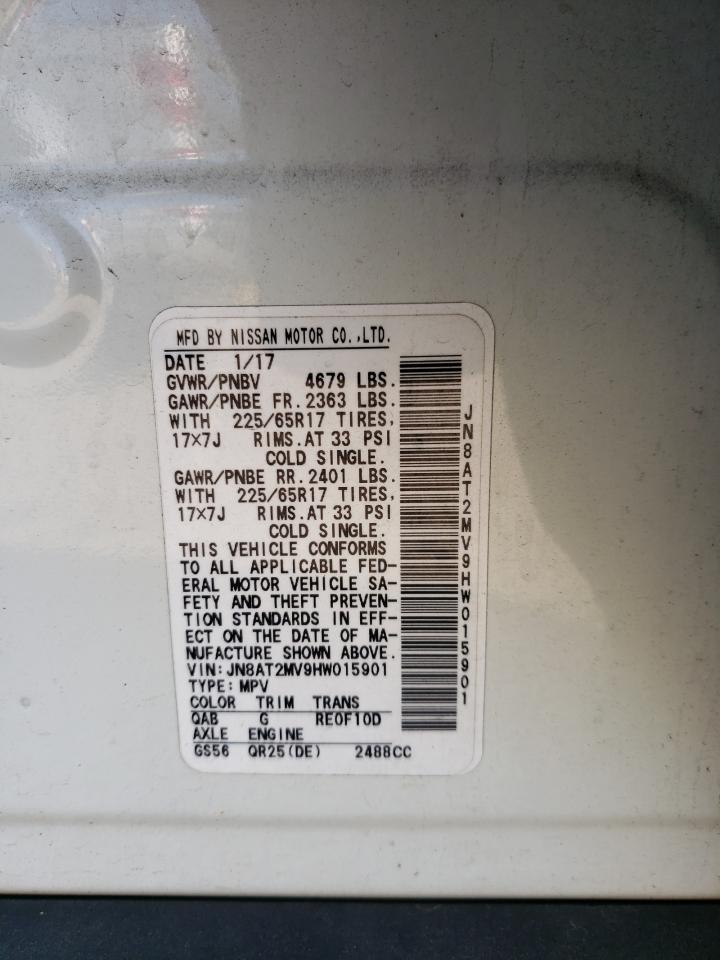 MFD BY NISSAN MOTOR CO.,LTD.
DATE 1/17
GVWR/PNBV 4679 LBS.
GAWR/PNBE FR.2363 LBS.
WITH 225/65R17 TIRES,
17×7J RIMS.AT 33 PSI
COLD SINGLE.
GAWR/PNBE RR.2401 LBS.
WITH 225/65R17 TIRES,
17×7J RIMS.AT 33 PSI
COLD SINGLE.
THIS VEHICLE CONFORMS
TO ALL APPLICABLE FED-
ERAL MOTOR VEHICLE SA-
FETY AND THEFT PREVEN-
TION STANDARDS IN EFF-
ECT ON THE DATE OF MA-
NUFACTURE SHOWN ABOVE.
VIN:JN8AT2MV9HW015901
TYPE:MPV
COLOR TRIM TRANS
QAB G RE0F10D
AXLE ENGINE
GS56 QR25(DE) 2488CC
JN8AT2MV9HW015901